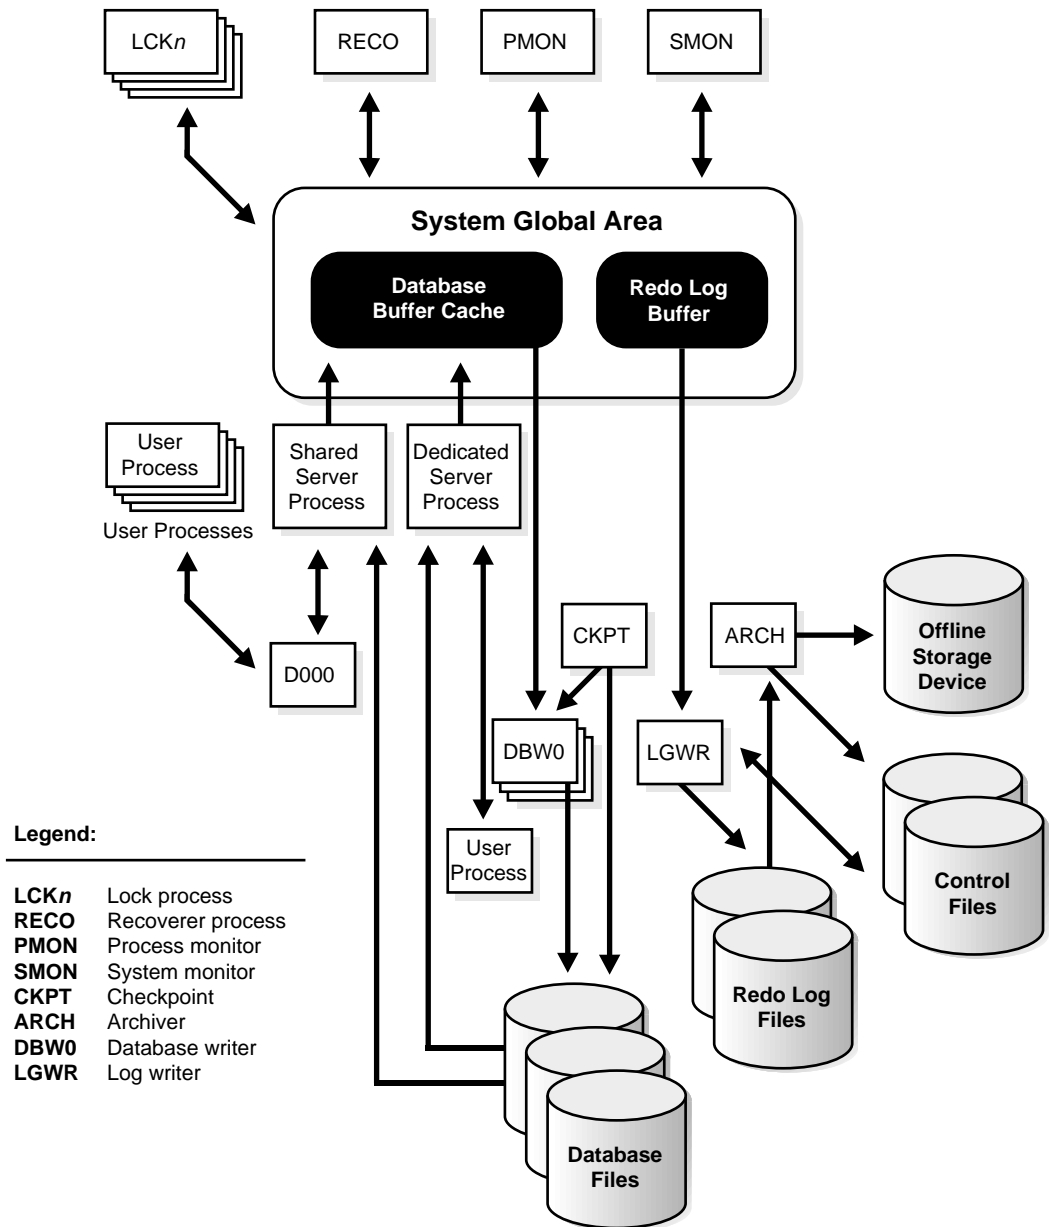 LCKn
RECO
PMON
SMON
System Global Area
Database
Buffer Cache
Redo Log
Buffer
User
Process
User Processes
Shared
Server
Process
Dedicated
Server
Process
CKPT
ARCH
Offline
Storage
Device
D000
DBW0
LGWR
User
Process
Control
Files
Redo Log
Files
Database
Files
Legend:
LCKn Lock process
RECO Recoverer process
PMON Process monitor
SMON System monitor
CKPT Checkpoint
ARCH Archiver
DBW0 Database writer
LGWR Log writer